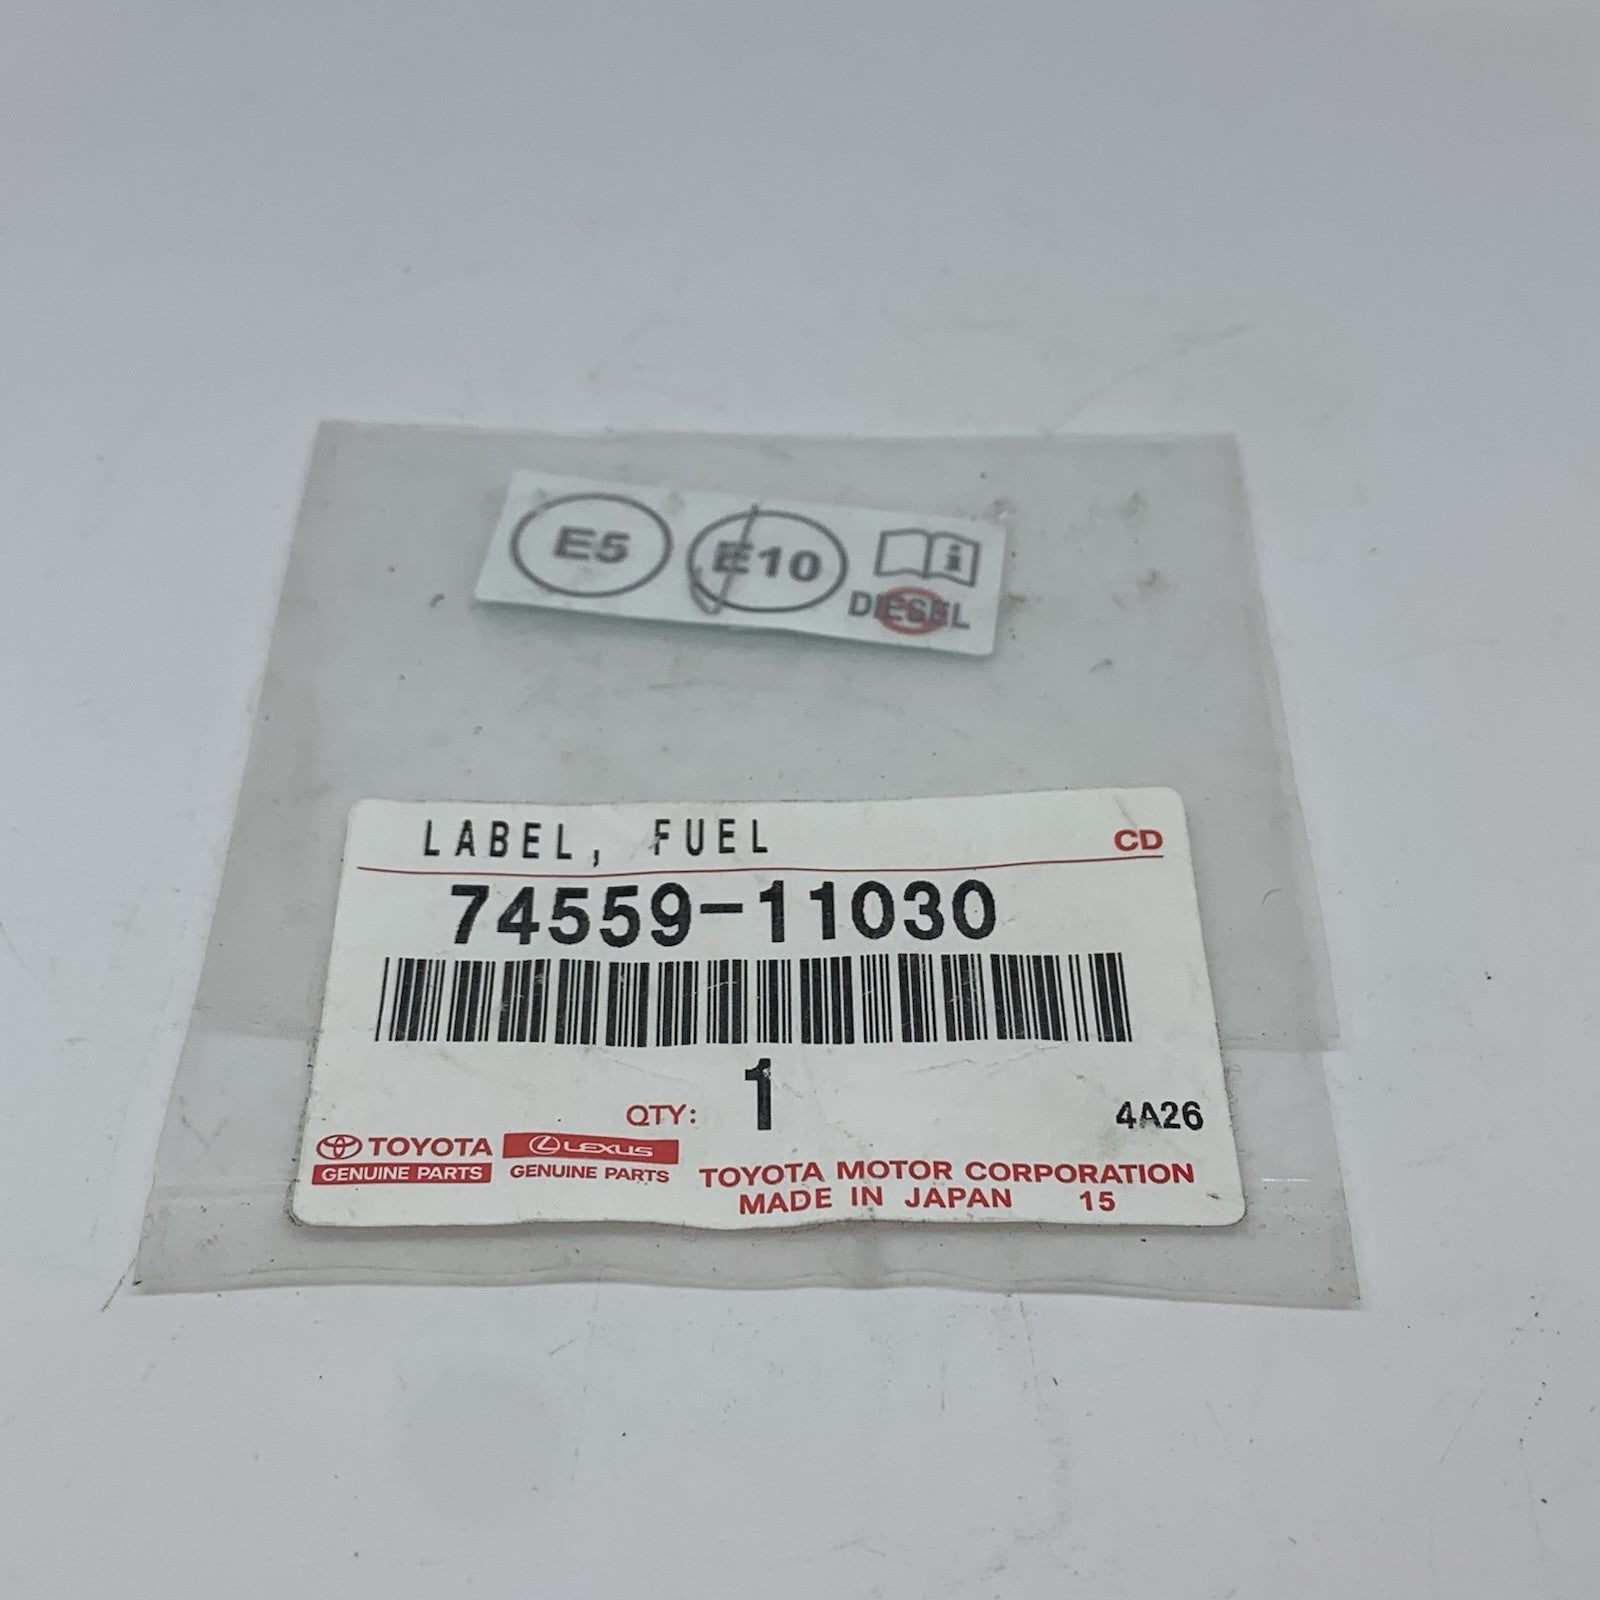 E5 E10 i
DIESEL
LABEL, FUEL CD
74559-11030
QTY: 1 4A26
TOYOTA LEXUS
GENUINE PARTS GENUINE PARTS
TOYOTA MOTOR CORPORATION
MADE IN JAPAN 15